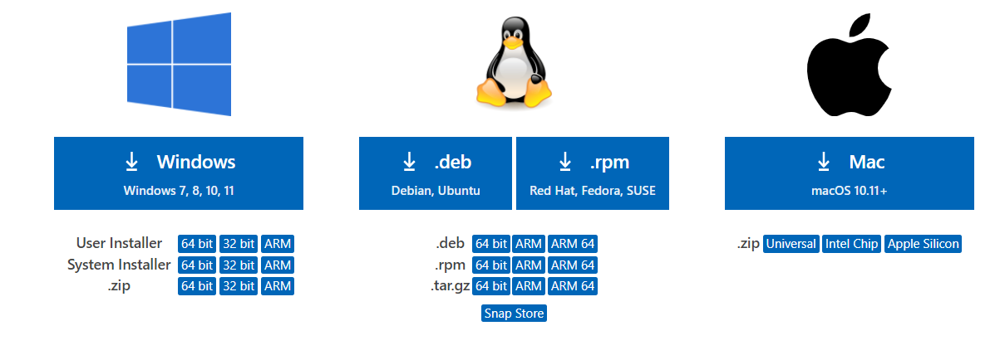 Windows
Windows 7, 8, 10, 11
User Installer 64 bit 32 bit ARM
System Installer 64 bit 32 bit ARM
.zip 64 bit 32 bit ARM
.deb
Debian, Ubuntu
.rpm
Red Hat, Fedora, SUSE
.deb 64 bit ARM ARM 64
.rpm 64 bit ARM ARM 64
.tar.gz 64 bit ARM ARM 64
Snap Store
Mac
macOS 10.11+
.zip Universal Intel Chip Apple Silicon